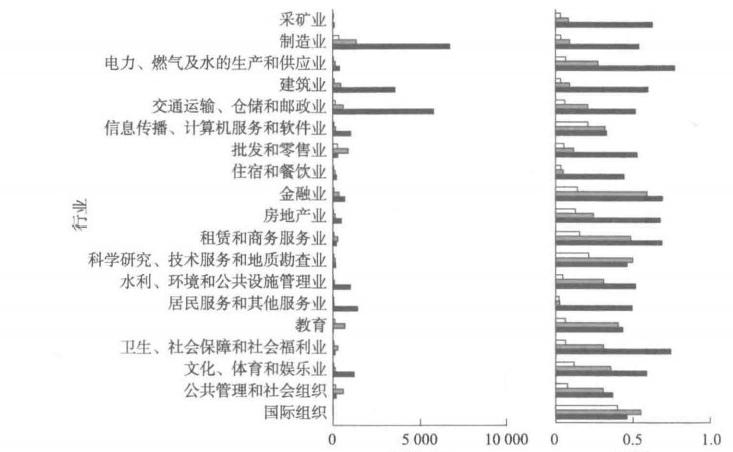 采矿业
制造业
电力、燃气及水的生产和供应业
建筑业
交通运输、仓储和邮政业
信息传播、计算机服务和软件业
批发和零售业
住宿和餐饮业
金融业
房地产业
租赁和商务服务业
科学研究、技术服务和地质勘查业
水利、环境和公共设施管理业
居民服务和其他服务业
教育
卫生、社会保障和社会福利业
文化、体育和娱乐业
公共管理和社会组织
国际组织
行业
0 5 000 10 000
0 0.5 1.0